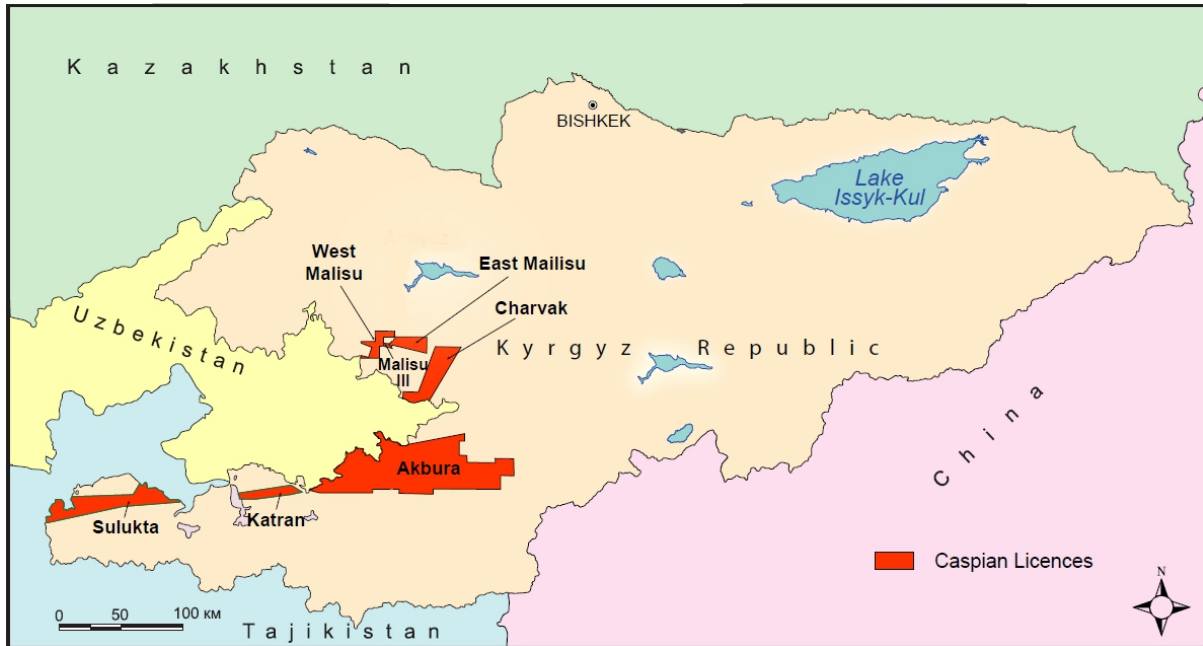 Kazakhstan
BISHKEK
Lake
Issyk-Kul
West
Malisu
East Mailisu
Charvak
Uzbekistan
Kyrgyz Republic
Malisu
III
China
Akbura
Sulukta
Katran
Caspian Licences
N
0 50 100 км
Tajikistan